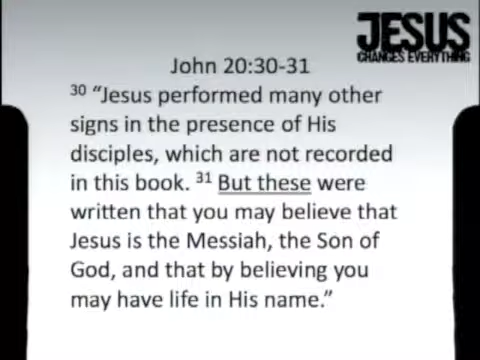 JESUS
CHANGES EVERYTHING
John 20:30-31
30 “Jesus performed many other
signs in the presence of His
disciples, which are not recorded
in this book. 31 But these were
written that you may believe that
Jesus is the Messiah, the Son of
God, and that by believing you
may have life in His name.”